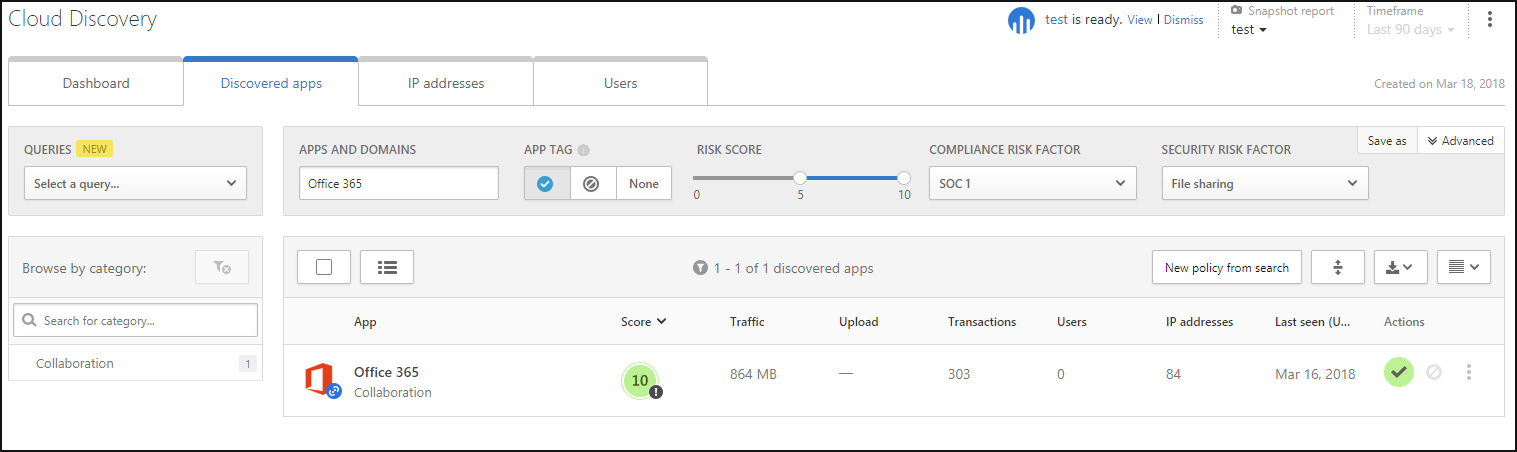 Cloud Discovery
test is ready. View | Dismiss
Snapshot report
test
Timeframe
Last 90 days
Dashboard
Discovered apps
IP addresses
Users
Created on Mar 18, 2018
QUERIES NEW
Select a query...
APPS AND DOMAINS
Office 365
APP TAG
None
RISK SCORE
0 5 10
COMPLIANCE RISK FACTOR
SOC 1
SECURITY RISK FACTOR
File sharing
Save as
Advanced
Browse by category:
Search for category...
Collaboration 1
1 - 1 of 1 discovered apps
New policy from search
App Score Traffic Upload Transactions Users IP addresses Last seen (U... Actions
Office 365 10 864 MB — 303 0 84 Mar 16, 2018
Collaboration